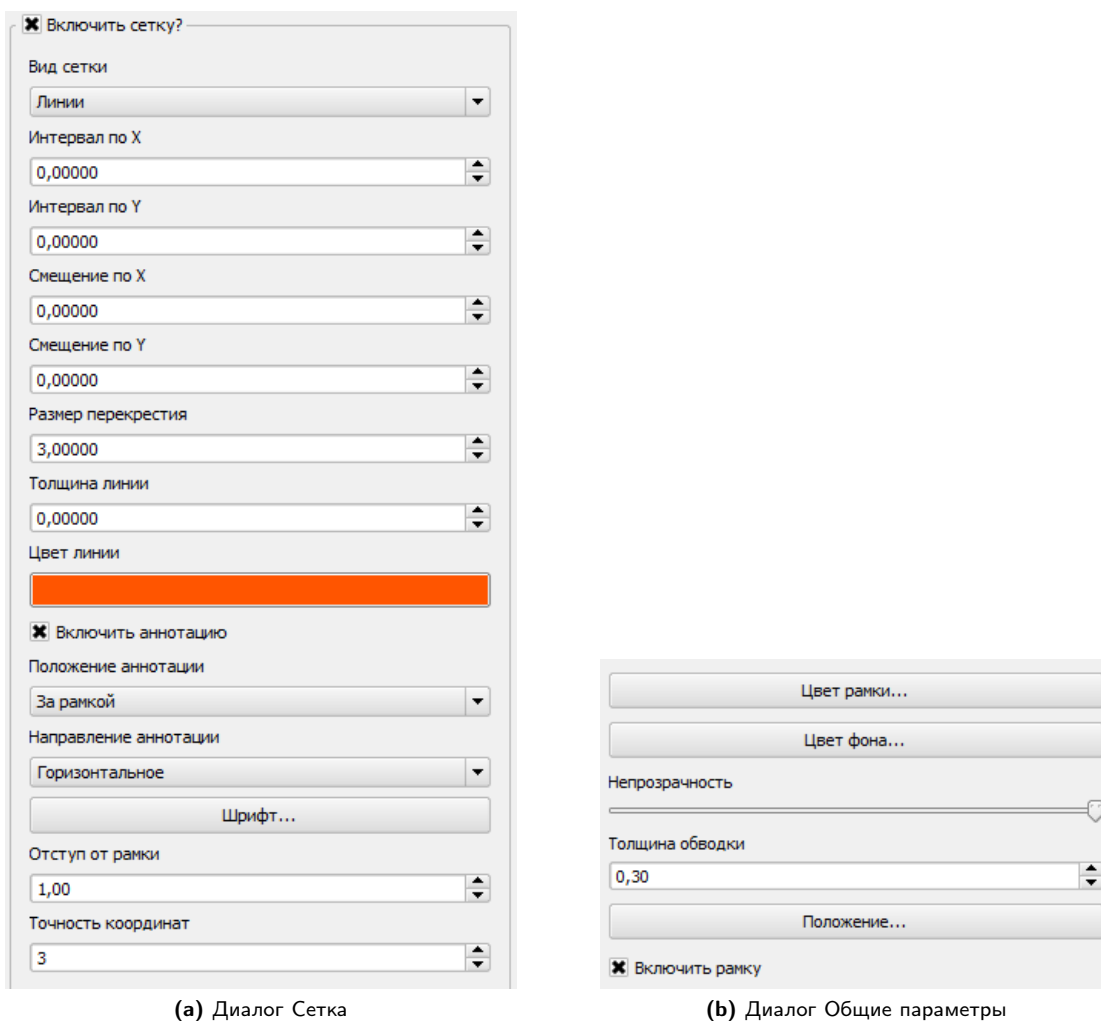 Включить сетку?
Вид сетки
Линии
Интервал по X
0,00000
Интервал по Y
0,00000
Смещение по X
0,00000
Смещение по Y
0,00000
Размер перекрестия
3,00000
Толщина линии
0,00000
Цвет линии
Включить аннотацию
Положение аннотации
За рамкой
Направление аннотации
Горизонтальное
Шрифт...
Отступ от рамки
1,00
Точность координат
3
(a) Диалог Сетка
Цвет рамки...
Цвет фона...
Непрозрачность
Толщина обводки
0,30
Положение...
Включить рамку
(b) Диалог Общие параметры